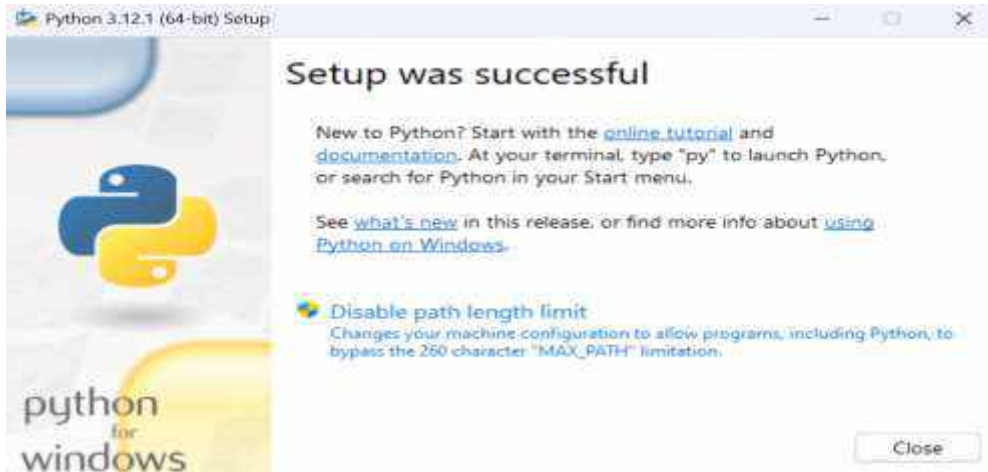 Python 3.12.1 (64-bit) Setup
Setup was successful
New to Python? Start with the online tutorial and
documentation. At your terminal, type "py" to launch Python,
or search for Python in your Start menu.
See what's new in this release, or find more info about using
Python on Windows.
Disable path length limit
Changes your machine configuration to allow programs, including Python, to
bypass the 260 character "MAX_PATH" limitation.
python
for
windows
Close